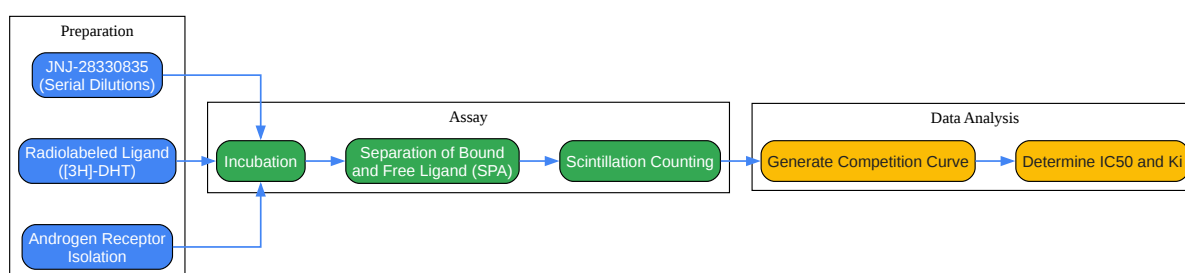 Preparation
JNJ-28330835
(Serial Dilutions)
Radiolabeled Ligand
([3H]-DHT)
Androgen Receptor
Isolation
Assay
Incubation
Separation of Bound
and Free Ligand (SPA)
Scintillation Counting
Data Analysis
Generate Competition Curve
Determine IC50 and Ki